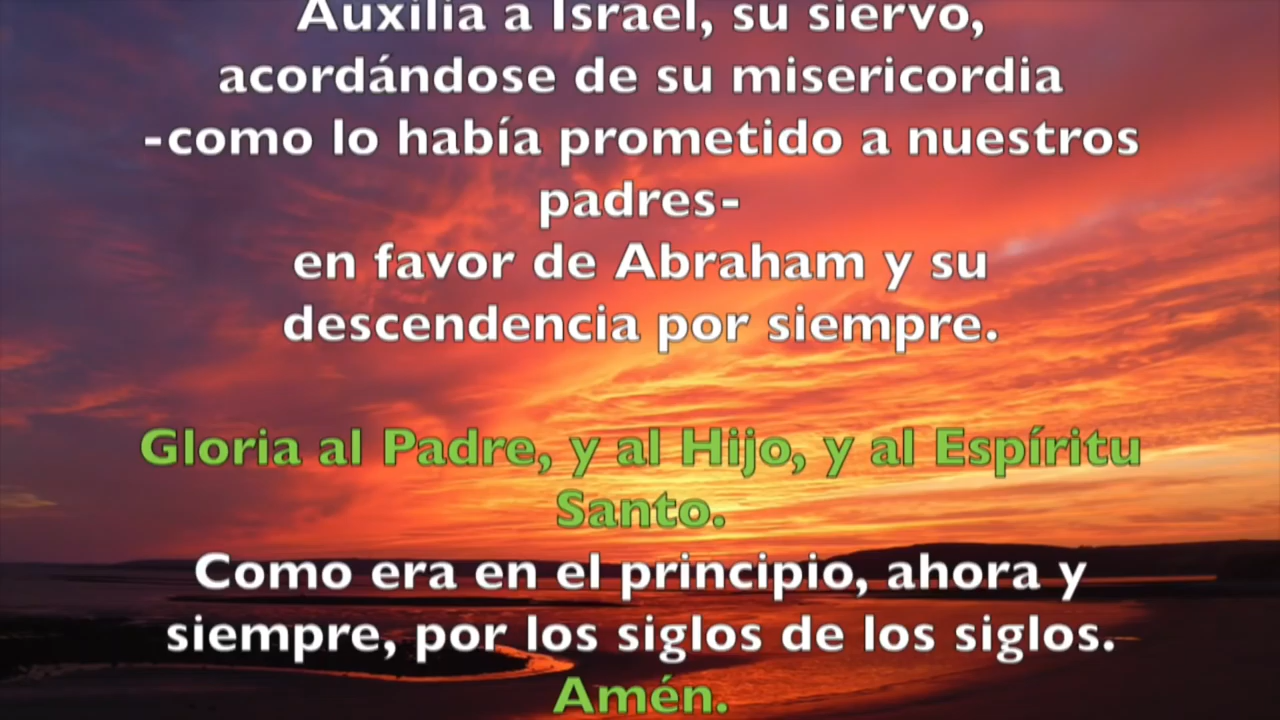 Auxilia a Israel, su siervo,
acordándose de su misericordia
-como lo había prometido a nuestros
padres-
en favor de Abraham y su
descendencia por siempre.
Gloria al Padre, y al Hijo, y al Espíritu
Santo.
Como era en el principio, ahora y
siempre, por los siglos de los siglos.
Amén.